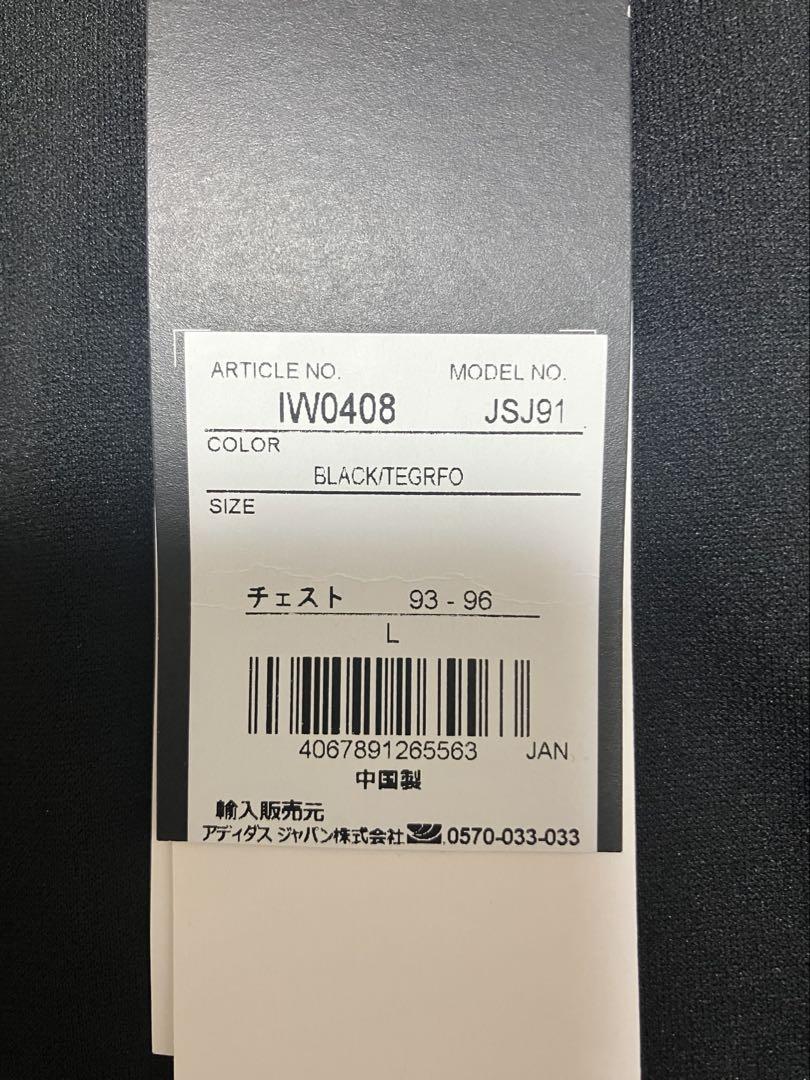 ARTICLE NO. MODEL NO.
IW0408 JSJ91
COLOR
BLACK/TEGRFO
SIZE
チェスト 93 - 96
L
4067891265563 JAN
中国製
輸入販売元
アディダス ジャパン株式会社 0570-033-033